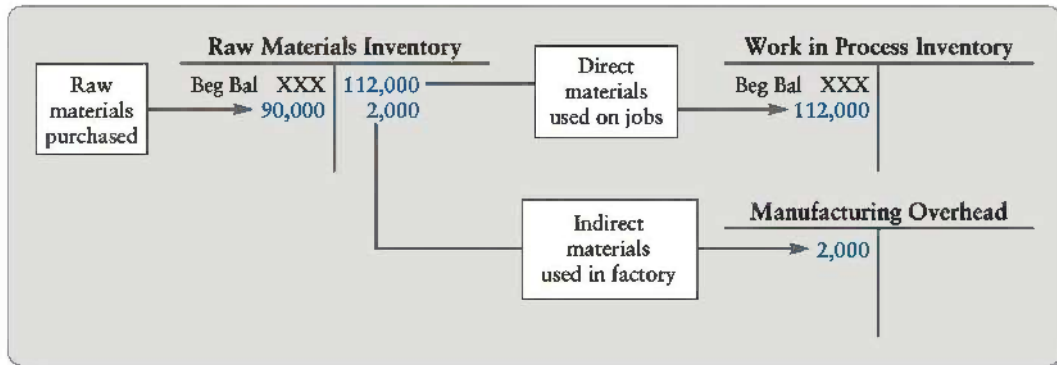 Raw Materials Inventory
Raw
materials
purchased
Beg Bal XXX 112,000
90,000 2,000
Direct
materials
used on jobs
Work in Process Inventory
Beg Bal XXX
112,000
Indirect
materials
used in factory
Manufacturing Overhead
2,000